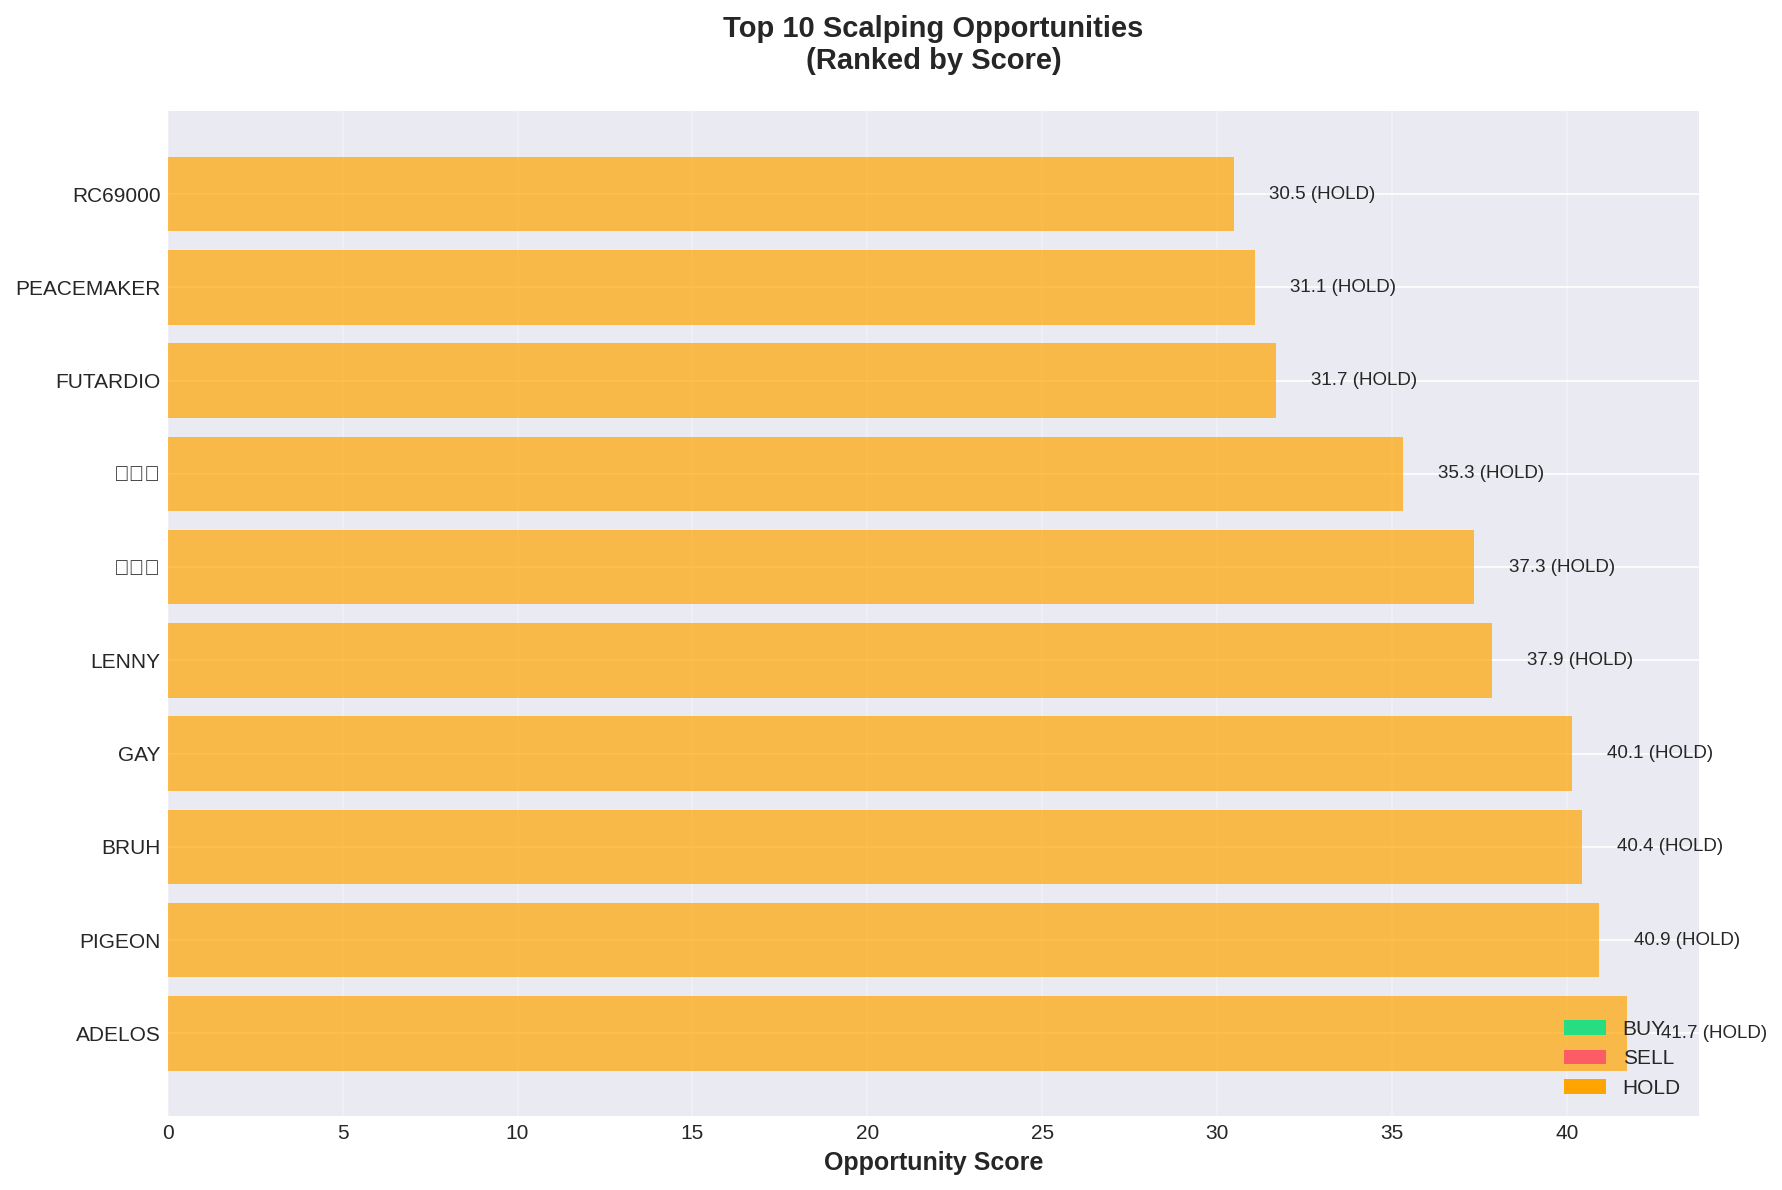 Top 10 Scalping Opportunities
(Ranked by Score)
RC69000
30.5 (HOLD)
PEACEMAKER
31.1 (HOLD)
FUTARDIO
31.7 (HOLD)
35.3 (HOLD)
37.3 (HOLD)
LENNY
37.9 (HOLD)
GAY
40.1 (HOLD)
BRUH
40.4 (HOLD)
PIGEON
40.9 (HOLD)
ADELOS
41.7 (HOLD)
BUY
SELL
HOLD
0 5 10 15 20 25 30 35 40
Opportunity Score